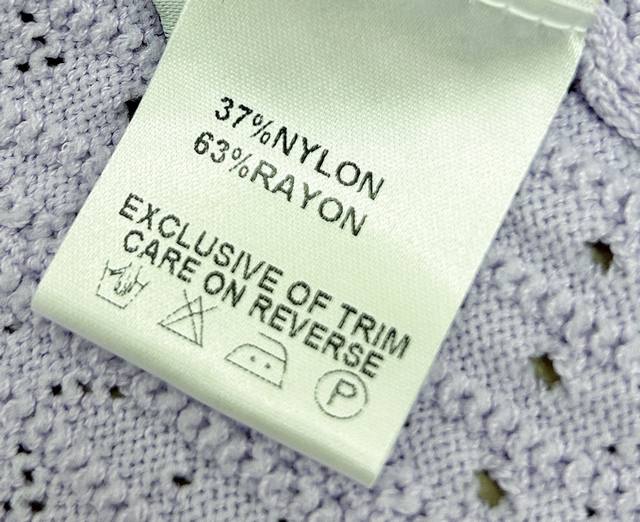 37%NYLON
63%RAYON
EXCLUSIVE OF TRIM
CARE ON REVERSE
P